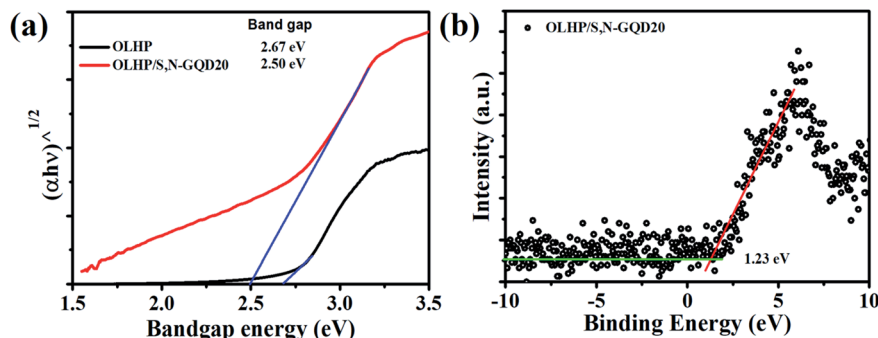 (a)
Band gap
OLHP 2.67 eV
OLHP/S,N-GQD20 2.50 eV
(αhν)^1/2
1.5 2.0 2.5 3.0 3.5
Bandgap energy (eV)
(b)
OLHP/S,N-GQD20
Intensity (a.u.)
1.23 eV
-10 -5 0 5 10
Binding Energy (eV)